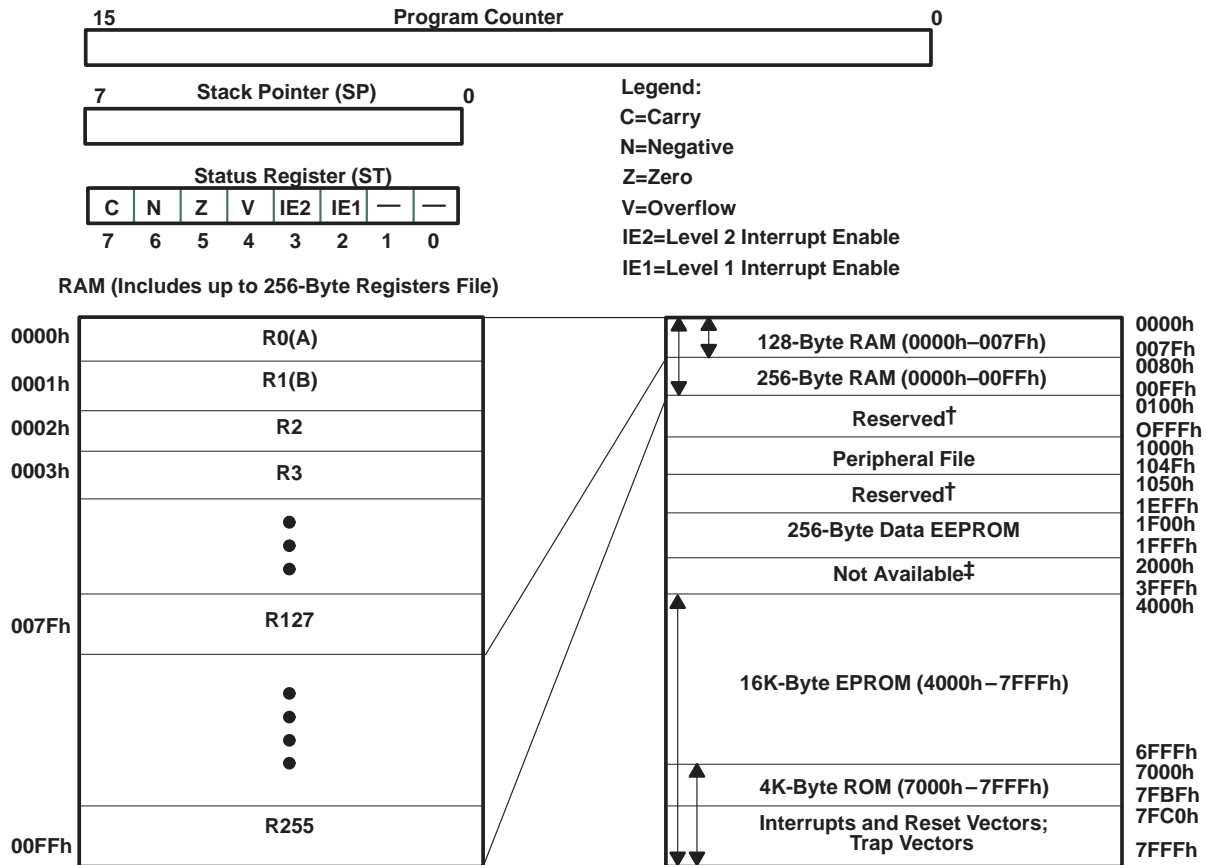 15 Program Counter 0
7 Stack Pointer (SP) 0
Status Register (ST)
C N Z V IE2 IE1 — —
7 6 5 4 3 2 1 0
Legend:
C=Carry
N=Negative
Z=Zero
V=Overflow
IE2=Level 2 Interrupt Enable
IE1=Level 1 Interrupt Enable
RAM (Includes up to 256-Byte Registers File)
0000h R0(A)
0001h R1(B)
0002h R2
0003h R3
007Fh R127
R255
00FFh
0000h
128-Byte RAM (0000h–007Fh)
007Fh
0080h
256-Byte RAM (0000h–00FFh)
00FFh
0100h
Reserved†
OFFFh
1000h
Peripheral File
104Fh
1050h
Reserved†
1EFFh
1F00h
256-Byte Data EEPROM
1FFFh
2000h
Not Available‡
3FFFh
4000h
16K-Byte EPROM (4000h–7FFFh)
6FFFh
7000h
4K-Byte ROM (7000h–7FFFh)
7FBFh
7FC0h
Interrupts and Reset Vectors;
Trap Vectors
7FFFh